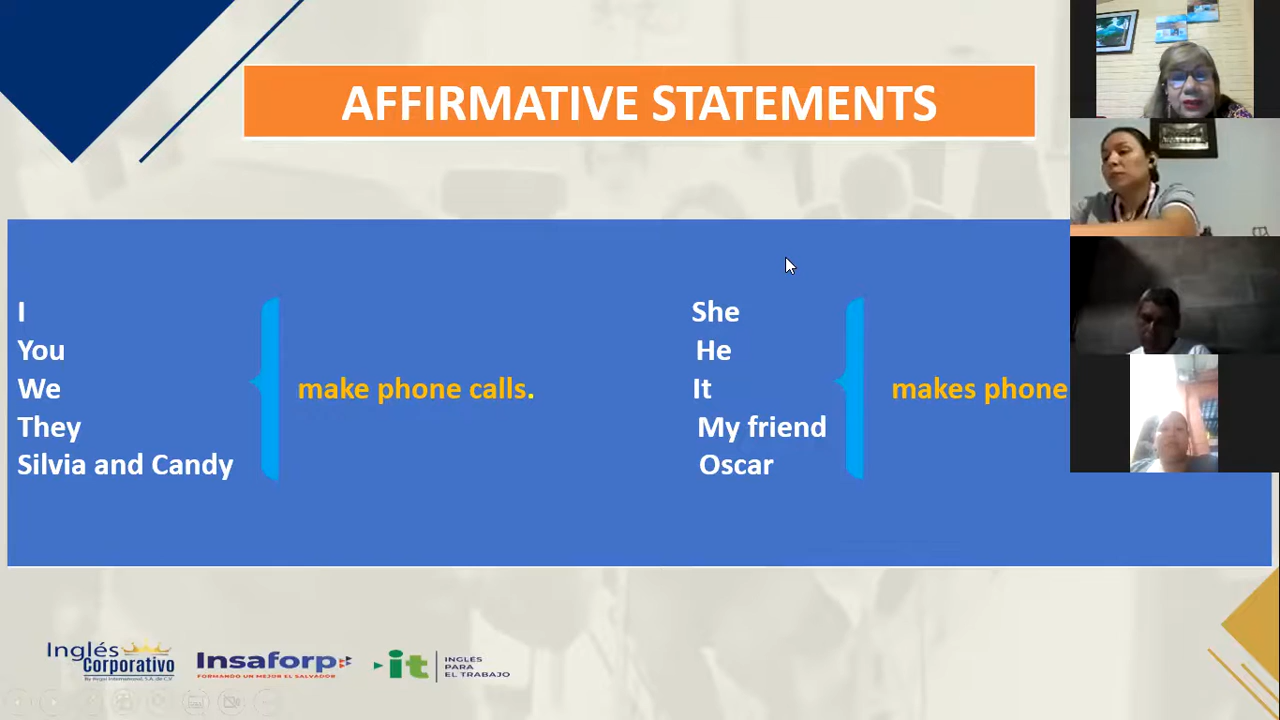 AFFIRMATIVE STATEMENTS
I
You
We
They
Silvia and Candy
make phone calls.
She
He
It
My friend
Oscar
makes phone
Inglés
Corporativo
Insaforp
FORMANDO UN MEJOR EL SALVADOR
it
INGLÉS
PARA
EL TRABAJO